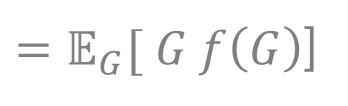 = 𝔼_G[ G f(G)]